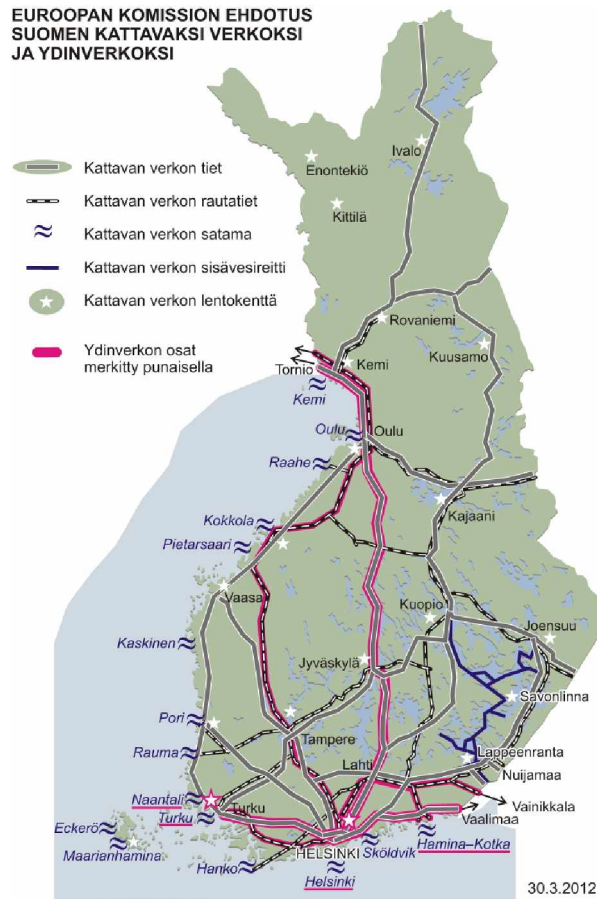 EUROOPAN KOMISSION EHDOTUS
SUOMEN KATTAVAKSI VERKOKSI
JA YDINVERKOKSI
Kattavan verkon tiet
Kattavan verkon rautatiet
Kattavan verkon satama
Kattavan verkon sisävesireitti
Kattavan verkon lentokenttä
Ydinverkon osat
merkitty punaisella
Ivalo
Enontekiö
Kittilä
Rovaniemi
Kuusamo
Tornio
Kemi
Kemi
Oulu
Oulu
Raahe
Kajaani
Kokkola
Pietarsaari
Vaasa
Kuopio
Joensuu
Kaskinen
Jyväskylä
Savonlinna
Pori
Tampere
Rauma
Lappeenranta
Lahti
Nuijamaa
Naantali
Turku
Turku
Vainikkala
Vaalimaa
Eckerö
Maarianhamina
HELSINKI
Sköldvik
Hamina–Kotka
Hanko
Helsinki
30.3.2012